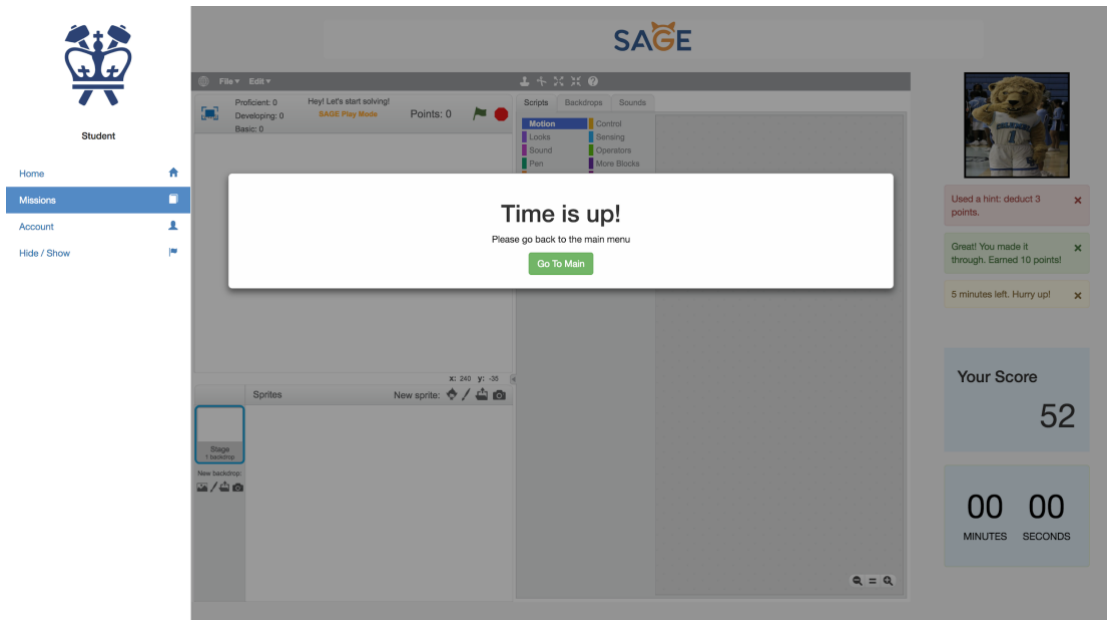 SAGE
Student
Home
Missions
Account
Hide / Show
File
Edit
Proficient: 0
Developing: 0
Basic: 0
Hey! Let's start solving!
SAGE Play Mode
Points: 0
Scripts
Backdrops
Sounds
Motion
Control
Looks
Sensing
Sound
Operators
Pen
More Blocks
Time is up!
Please go back to the main menu
Go To Main
x: 240 y: -35
Sprites
New sprite:
Stage
1 backdrop
New backdrop:
Used a hint: deduct 3
points.
Great! You made it
through. Earned 10 points!
5 minutes left. Hurry up!
Your Score
52
00 00
MINUTES SECONDS